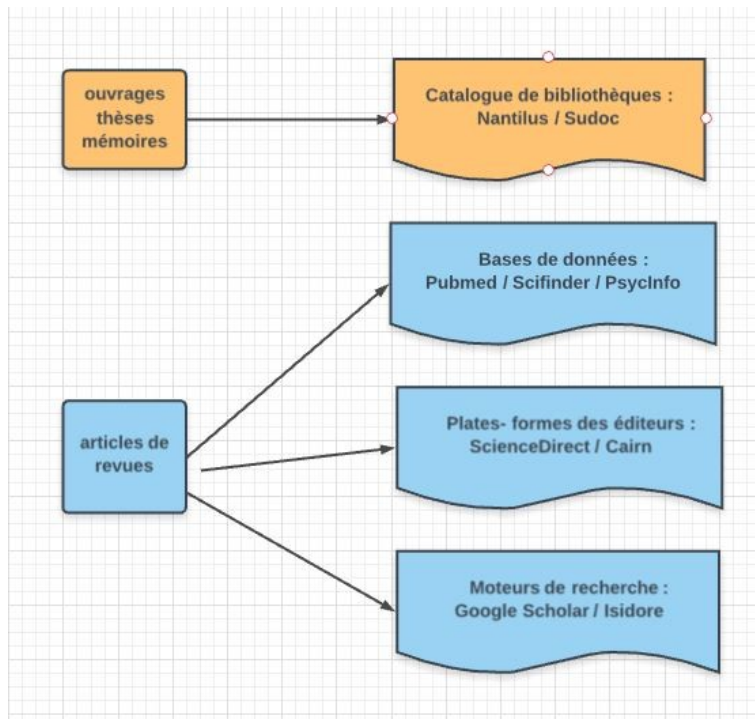 ouvrages
thèses
mémoires
Catalogue de bibliothèques :
Nantilus / Sudoc
Bases de données :
Pubmed / Scifinder / PsycInfo
articles de
revues
Plates- formes des éditeurs :
ScienceDirect / Cairn
Moteurs de recherche :
Google Scholar / Isidore